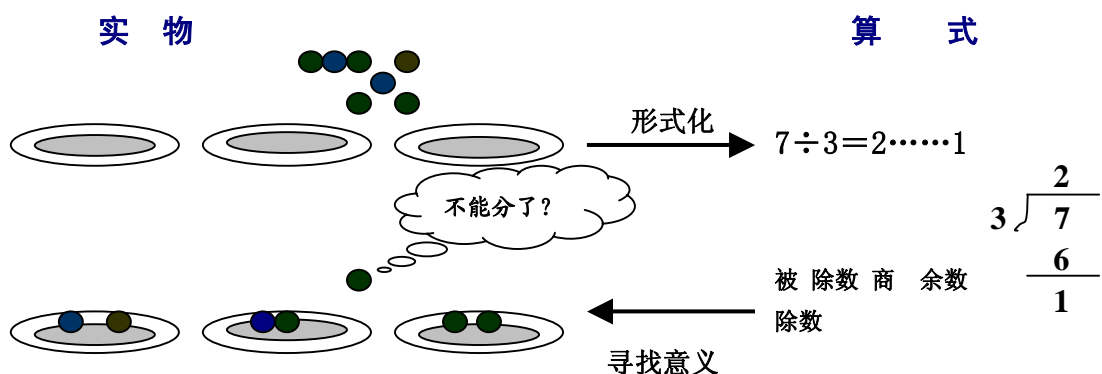 实 物
算 式
形式化
7÷3=2……1
不能分了？
2
3 7
6
1
被 除数 商 余数
除数
寻找意义